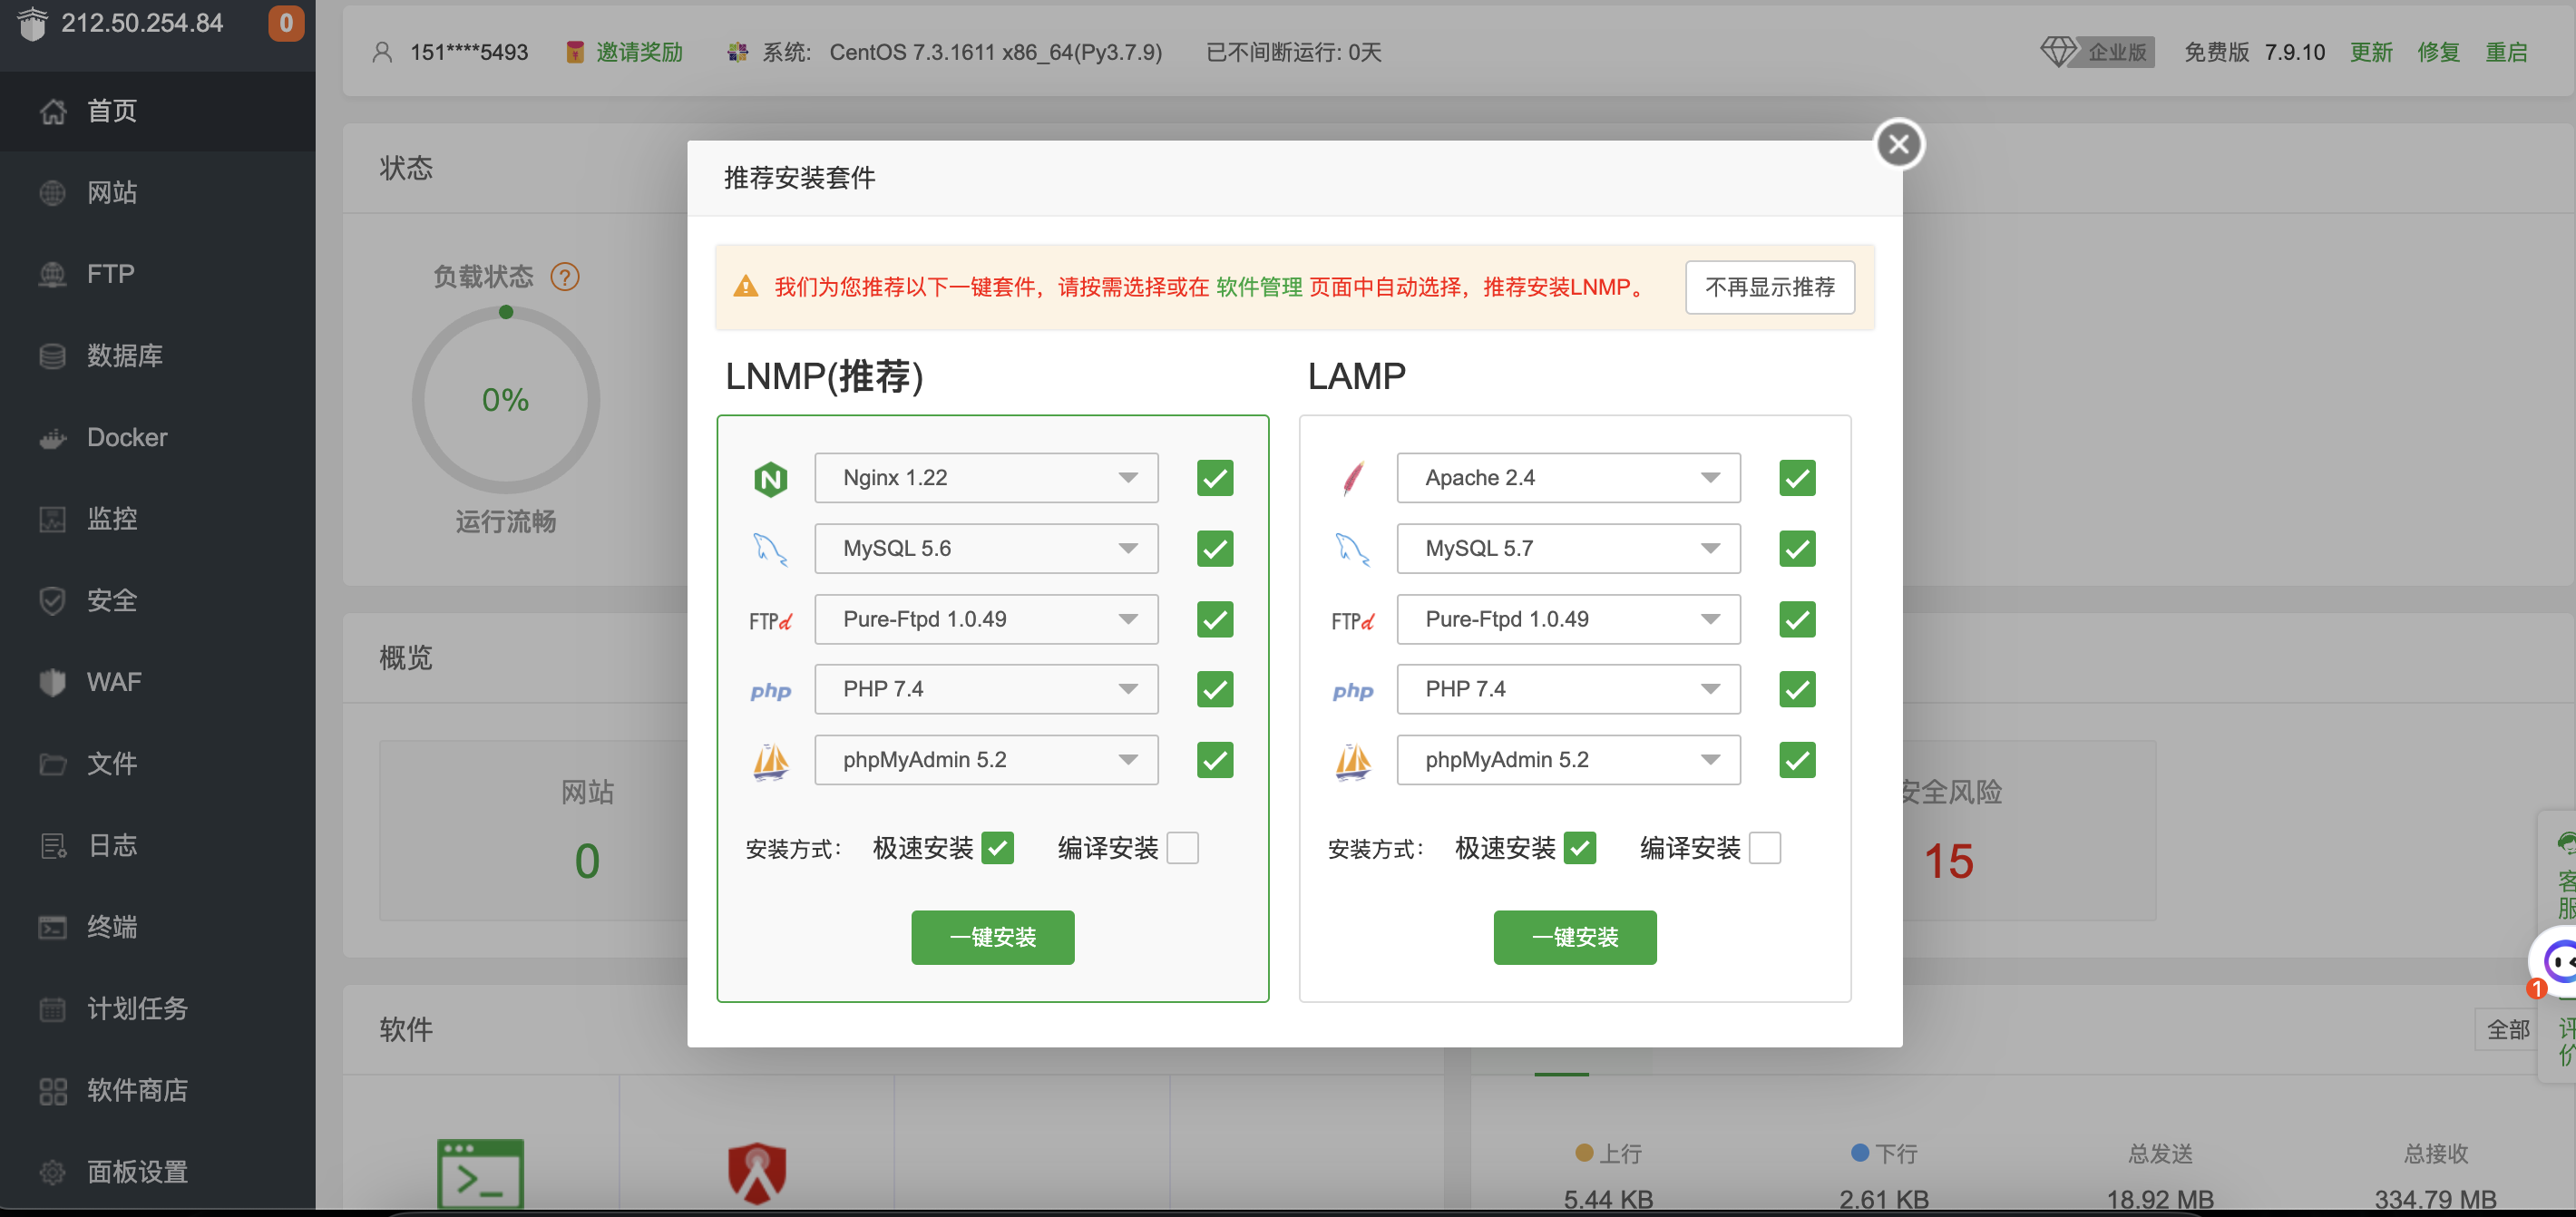 212.50.254.84
0
首页
网站
FTP
数据库
Docker
监控
安全
WAF
文件
日志
终端
计划任务
软件商店
面板设置
151****5493
邀请奖励
系统: CentOS 7.3.1611 x86_64(Py3.7.9)
已不间断运行: 0天
企业版
免费版 7.9.10 更新 修复 重启
状态
负载状态 ?
0%
运行流畅
概览
网站
0
安全风险
15
软件
全部
上行
5.44 KB
下行
2.61 KB
总发送
18.92 MB
总接收
334.79 MB
客服
1
评价
推荐安装套件
我们为您推荐以下一键套件，请按需选择或在 软件管理 页面中自动选择，推荐安装LNMP。
不再显示推荐
LNMP(推荐)
Nginx 1.22
MySQL 5.6
FTPd Pure-Ftpd 1.0.49
php PHP 7.4
phpMyAdmin 5.2
安装方式： 极速安装 编译安装
一键安装
LAMP
Apache 2.4
MySQL 5.7
FTPd Pure-Ftpd 1.0.49
php PHP 7.4
phpMyAdmin 5.2
安装方式： 极速安装 编译安装
一键安装